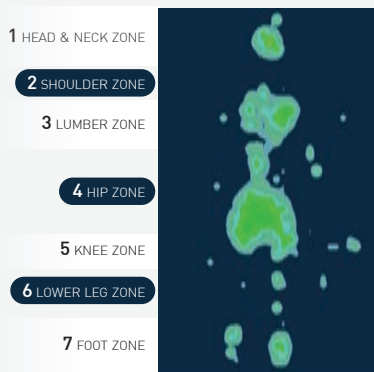 1 HEAD & NECK ZONE
2 SHOULDER ZONE
3 LUMBER ZONE
4 HIP ZONE
5 KNEE ZONE
6 LOWER LEG ZONE
7 FOOT ZONE